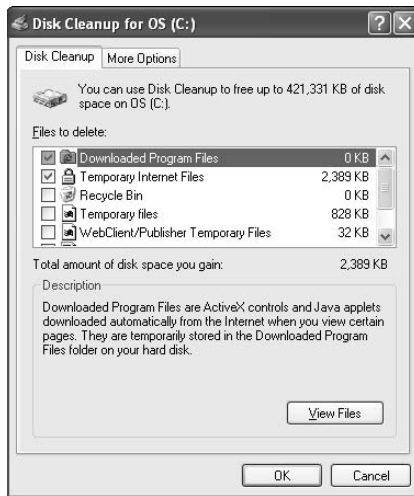 Disk Cleanup for OS (C:)
Disk Cleanup More Options
You can use Disk Cleanup to free up to 421,331 KB of disk
space on OS (C:).
Files to delete:
Downloaded Program Files 0 KB
Temporary Internet Files 2,389 KB
Recycle Bin 0 KB
Temporary files 828 KB
WebClient/Publisher Temporary Files 32 KB
Total amount of disk space you gain: 2,389 KB
Description
Downloaded Program Files are ActiveX controls and Java applets
downloaded automatically from the Internet when you view certain
pages. They are temporarily stored in the Downloaded Program
Files folder on your hard disk.
View Files
OK Cancel